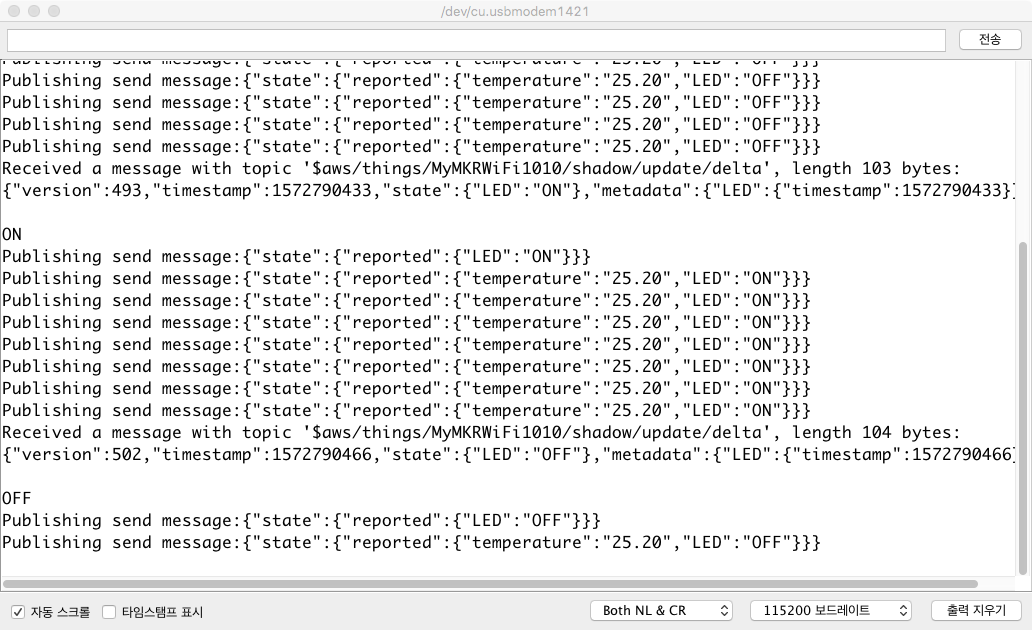 /dev/cu.usbmodem1421
전송
Publishing send message:{"state":{"reported":{"temperature":"25.20","LED":"OFF"}}}
Publishing send message:{"state":{"reported":{"temperature":"25.20","LED":"OFF"}}}
Publishing send message:{"state":{"reported":{"temperature":"25.20","LED":"OFF"}}}
Publishing send message:{"state":{"reported":{"temperature":"25.20","LED":"OFF"}}}
Publishing send message:{"state":{"reported":{"temperature":"25.20","LED":"OFF"}}}
Received a message with topic '$aws/things/MyMKRWiFi1010/shadow/update/delta', length 103 bytes:
{"version":493,"timestamp":1572790433,"state":{"LED":"ON"},"metadata":{"LED":{"timestamp":1572790433}}
ON
Publishing send message:{"state":{"reported":{"LED":"ON"}}}
Publishing send message:{"state":{"reported":{"temperature":"25.20","LED":"ON"}}}
Publishing send message:{"state":{"reported":{"temperature":"25.20","LED":"ON"}}}
Publishing send message:{"state":{"reported":{"temperature":"25.20","LED":"ON"}}}
Publishing send message:{"state":{"reported":{"temperature":"25.20","LED":"ON"}}}
Publishing send message:{"state":{"reported":{"temperature":"25.20","LED":"ON"}}}
Publishing send message:{"state":{"reported":{"temperature":"25.20","LED":"ON"}}}
Publishing send message:{"state":{"reported":{"temperature":"25.20","LED":"ON"}}}
Received a message with topic '$aws/things/MyMKRWiFi1010/shadow/update/delta', length 104 bytes:
{"version":502,"timestamp":1572790466,"state":{"LED":"OFF"},"metadata":{"LED":{"timestamp":1572790466}
OFF
Publishing send message:{"state":{"reported":{"LED":"OFF"}}}
Publishing send message:{"state":{"reported":{"temperature":"25.20","LED":"OFF"}}}
자동 스크롤 타임스탬프 표시 Both NL & CR 115200 보드레이트 출력 지우기